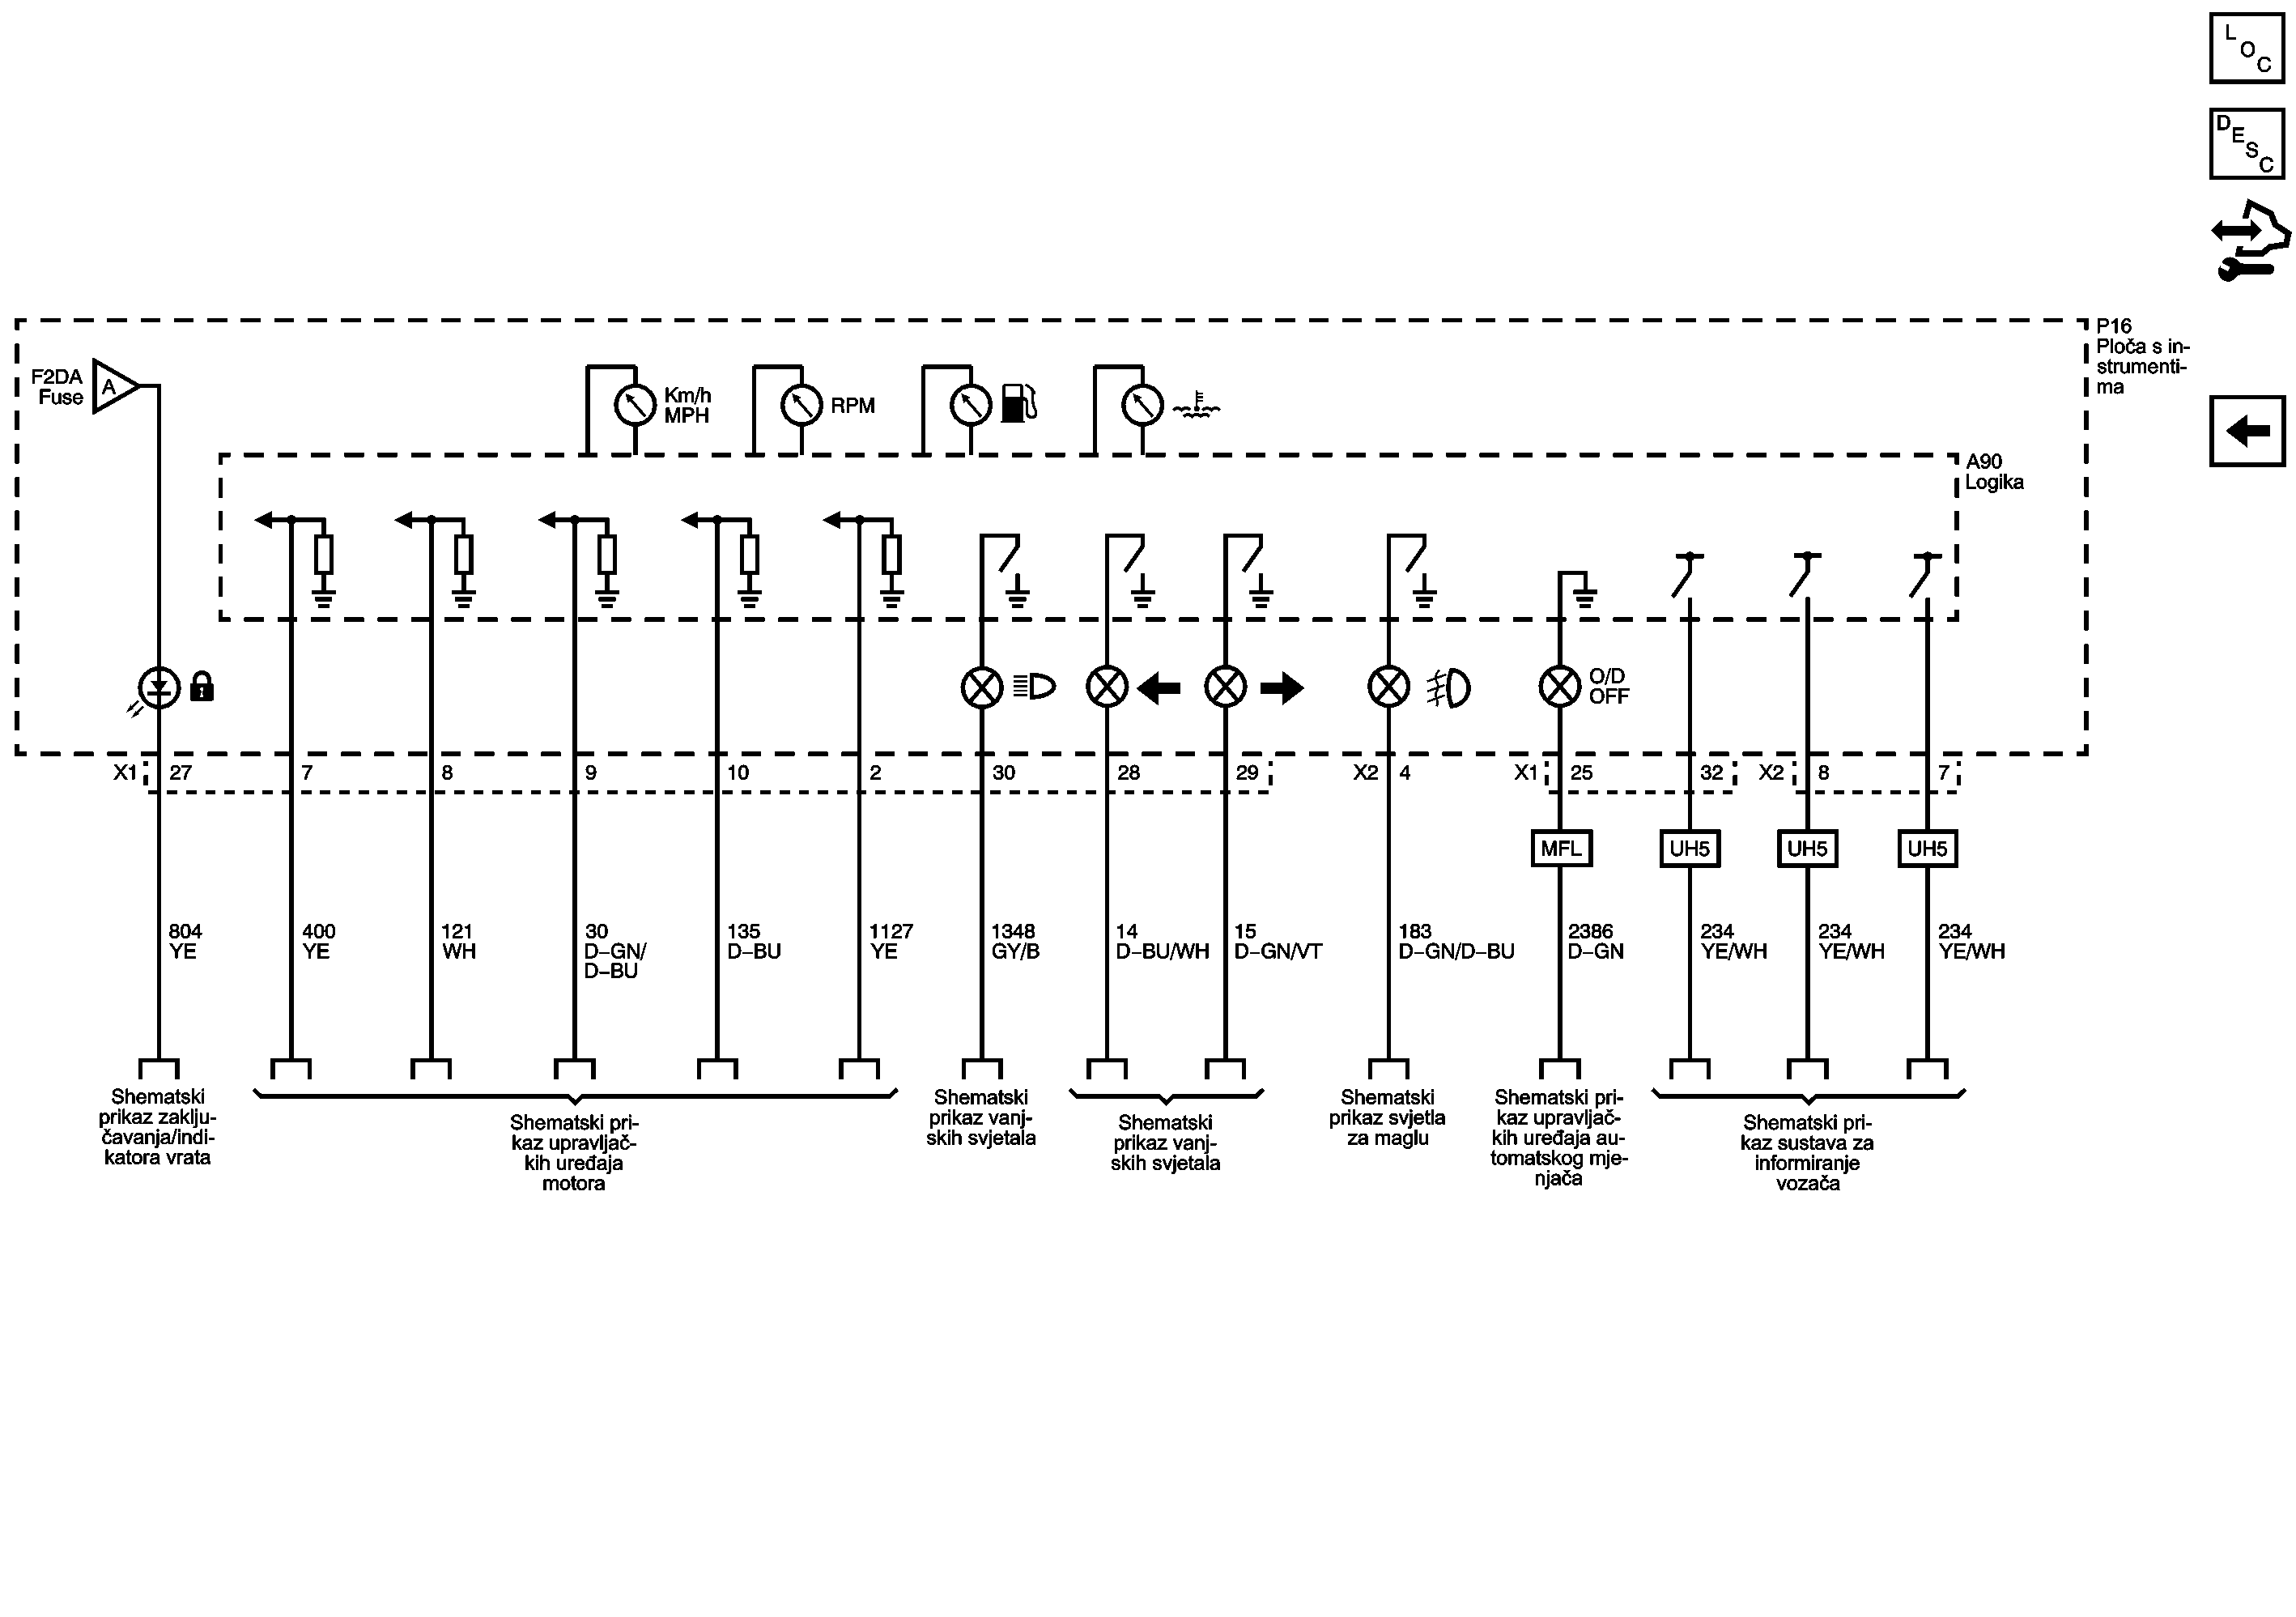 L
O
C
D
E
S
C
P16
Ploča s in-
strumenti-
ma
F2DA
Fuse
A
Km/h
MPH
RPM
A90
Logika
O/D
OFF
X1 27 7 8 9 10 2 30 28 29 X2 4 X1 25 32 X2 8 7
MFL UH5 UH5 UH5
804
YE
400
YE
121
WH
30
D–GN/
D–BU
135
D–BU
1127
YE
1348
GY/B
14
D–BU/WH
15
D–GN/VT
183
D–GN/D–BU
2386
D–GN
234
YE/WH
234
YE/WH
234
YE/WH
Shematski
prikaz zaklju-
čavanja/indi-
katora vrata
Shematski pri-
kaz upravljač-
kih uređaja
motora
Shematski
prikaz vanj-
skih svjetala
Shematski
prikaz vanj-
skih svjetala
Shematski
prikaz svjetla
za maglu
Shematski pri-
kaz upravljač-
kih uređaja au-
tomatskog mje-
njača
Shematski pri-
kaz sustava za
informiranje
vozača